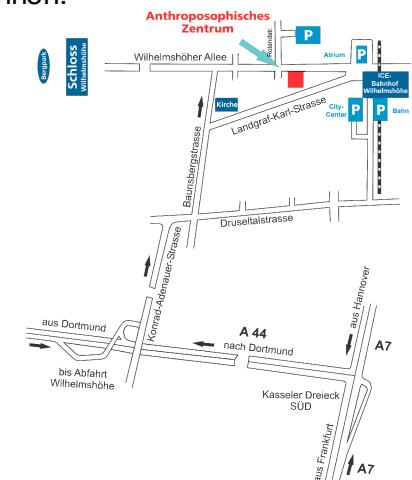 Anthroposophisches
Zentrum
Bergpark
Schloss
Wilhelmshöhe
Wilhelmshöher Allee
Rolandstr.
P
Atrium
P
ICE-
Bahnhof
Wilhelmshöhe
Kirche
Landgraf-Karl-Strasse
City-
Center
P
P
Bahn
Baunsbergstrasse
Druseltalstrasse
Konrad-Adenauer-Strasse
aus Dortmund
A 44
nach Dortmund
bis Abfahrt
Wilhelmshöhe
aus Hannover
A7
Kasseler Dreieck
SÜD
aus Frankfurt
A7